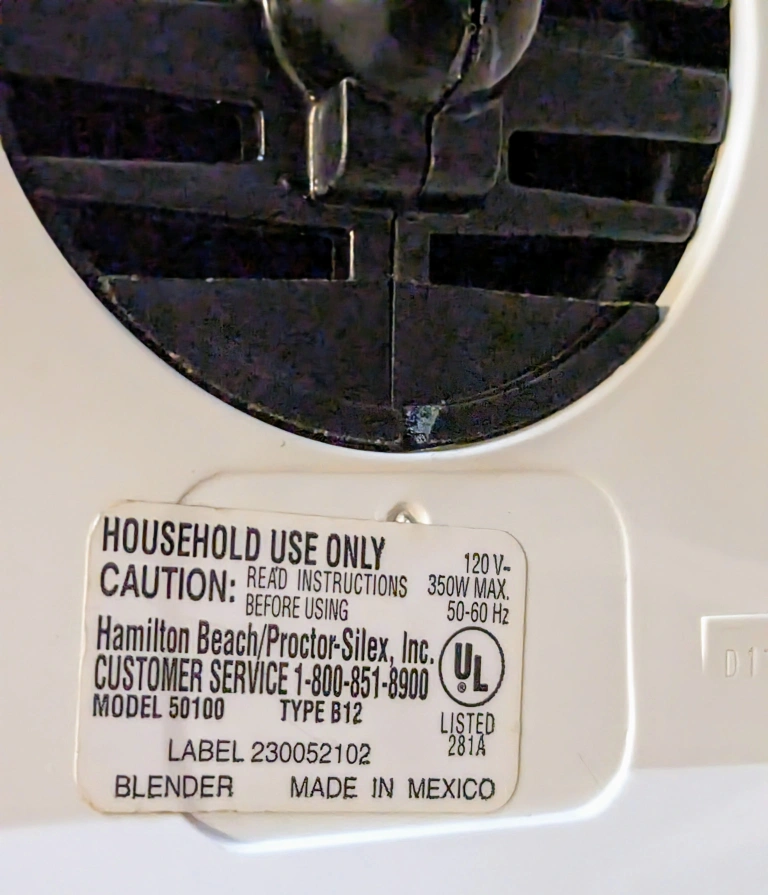 HOUSEHOLD USE ONLY
CAUTION: READ INSTRUCTIONS
BEFORE USING
120 V~
350W MAX.
50-60 Hz
Hamilton Beach/Proctor-Silex, Inc.
CUSTOMER SERVICE 1-800-851-8900
MODEL 50100 TYPE B12
UL
®
LISTED
281A
LABEL 230052102
BLENDER MADE IN MEXICO